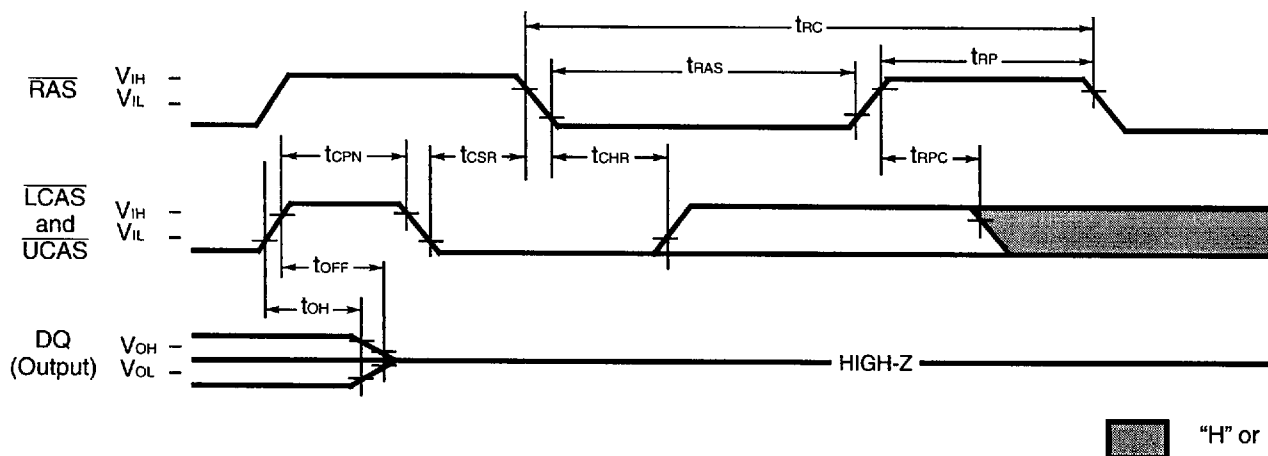 tRC
tRAS
tRP
RAS
VIH
VIL
tCPN
tCSR
tCHR
tRPC
LCAS
and
UCAS
VIH
VIL
tOFF
tOH
DQ
(Output)
VOH
VOL
HIGH-Z
"H" or